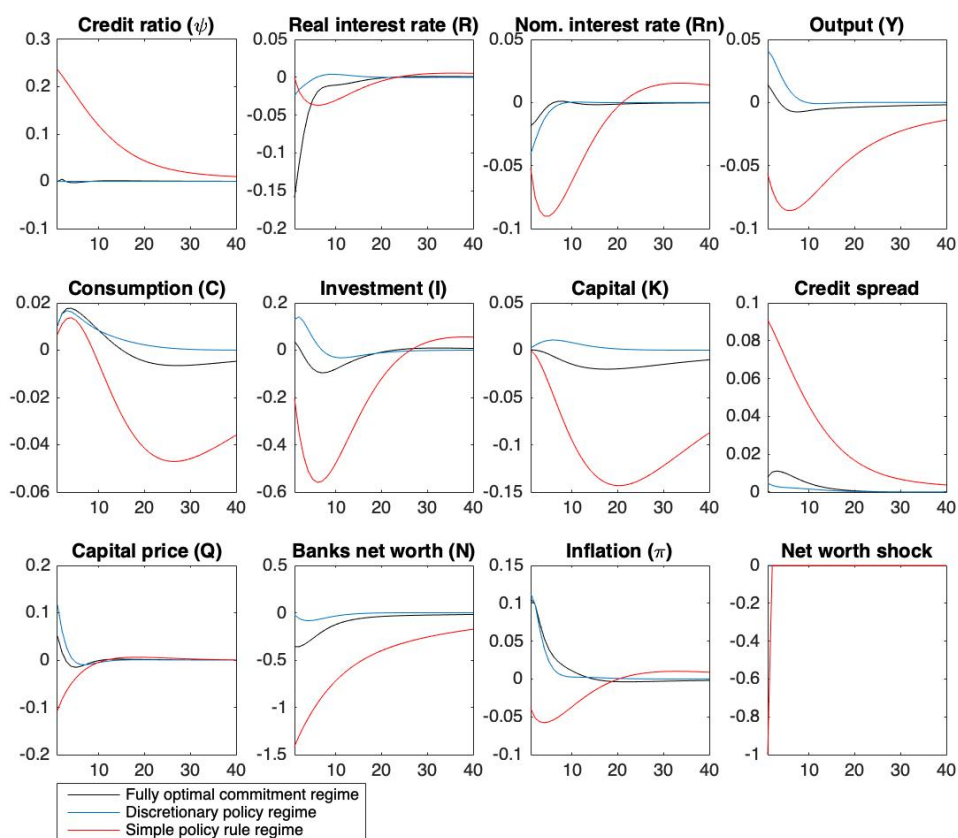 Credit ratio (ψ) Real interest rate (R) Nom. interest rate (Rn) Output (Y)
0.3 0.05 0.05 0.05
0.2 0 0
0.1 -0.05 0
0 -0.1 -0.05 -0.05
-0.15
-0.1 -0.2 -0.1 -0.1
10 20 30 40 10 20 30 40 10 20 30 40 10 20 30 40
Consumption (C) Investment (I) Capital (K) Credit spread
0.02 0.2 0.05 0.1
0 0 0 0.08
-0.02 -0.2 -0.05 0.06
-0.04 -0.4 -0.1 0.04
0.02
-0.06 -0.6 -0.15 0
10 20 30 40 10 20 30 40 10 20 30 40 10 20 30 40
Capital price (Q) Banks net worth (N) Inflation (π) Net worth shock
0.2 0.5 0.15 0
0.1 0 0.1 -0.2
0 -0.5 0.05 -0.4
-0.1 -1 0 -0.6
-0.05 -0.8
-0.2 -1.5 -0.1 -1
10 20 30 40 10 20 30 40 10 20 30 40 10 20 30 40
Fully optimal commitment regime
Discretionary policy regime
Simple policy rule regime